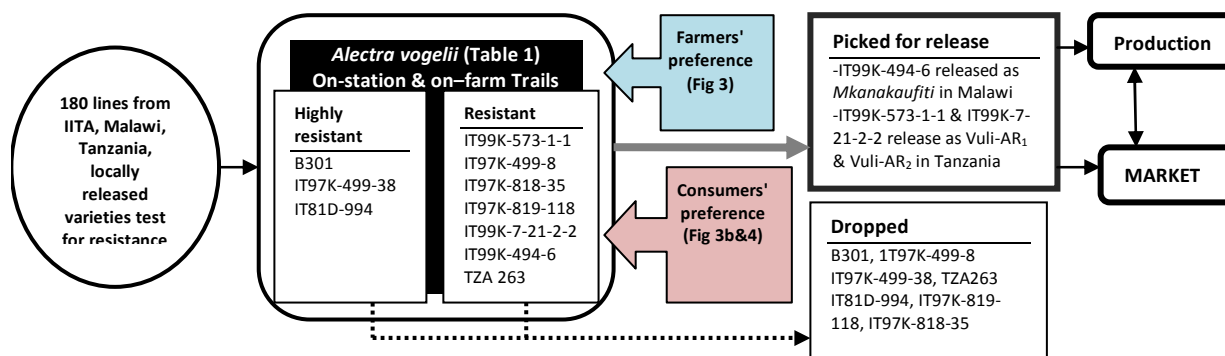 180 lines from
IITA, Malawi,
Tanzania,
locally
released
varieties test
for resistance
Alectra vogelii (Table 1)
On-station & on–farm Trails
Highly
resistant
B301
IT97K-499-38
IT81D-994
Resistant
IT99K-573-1-1
IT97K-499-8
IT97K-818-35
IT97K-819-118
IT99K-7-21-2-2
IT99K-494-6
TZA 263
Farmers'
preference
(Fig 3)
Consumers'
preference
(Fig 3b&4)
Picked for release
-IT99K-494-6 released as
Mkanakaufiti in Malawi
-IT99K-573-1-1 & IT99K-7-
21-2-2 release as Vuli-AR1
& Vuli-AR2 in Tanzania
Dropped
B301, 1T97K-499-8
IT97K-499-38, TZA263
IT81D-994, IT97K-819-
118, IT97K-818-35
Production
MARKET